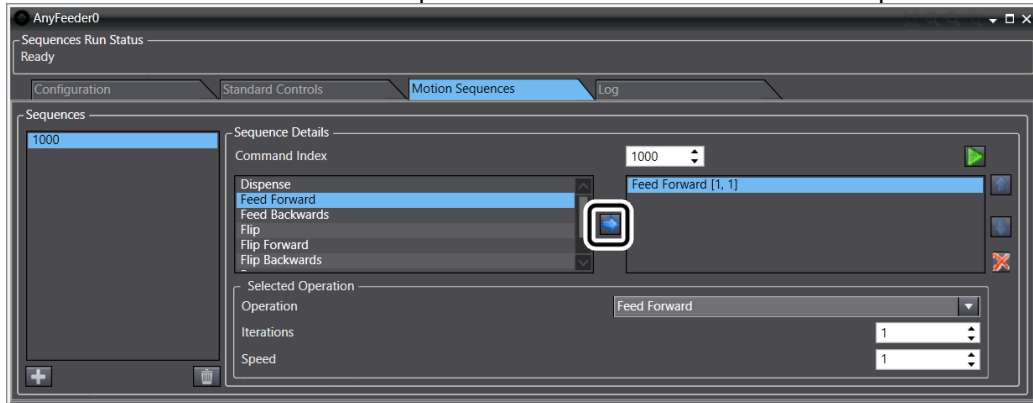 AnyFeeder0
Sequences Run Status
Ready
Configuration
Standard Controls
Motion Sequences
Log
Sequences
1000
Sequence Details
Command Index
1000
Dispense
Feed Forward
Feed Backwards
Flip
Flip Forward
Flip Backwards
Feed Forward [1, 1]
Selected Operation
Operation
Feed Forward
Iterations
1
Speed
1